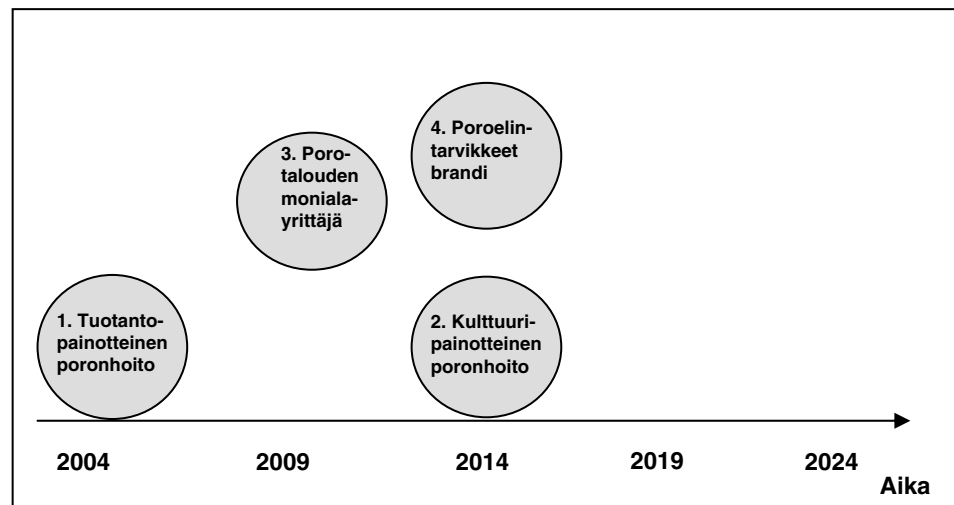 4. Poroelin-
tarvikkeet
brandi
3. Poro-
talouden
moniala-
yrittäjä
1. Tuotanto-
painotteinen
poronhoito
2. Kulttuuri-
painotteinen
poronhoito
2004 2009 2014 2019 2024
Aika